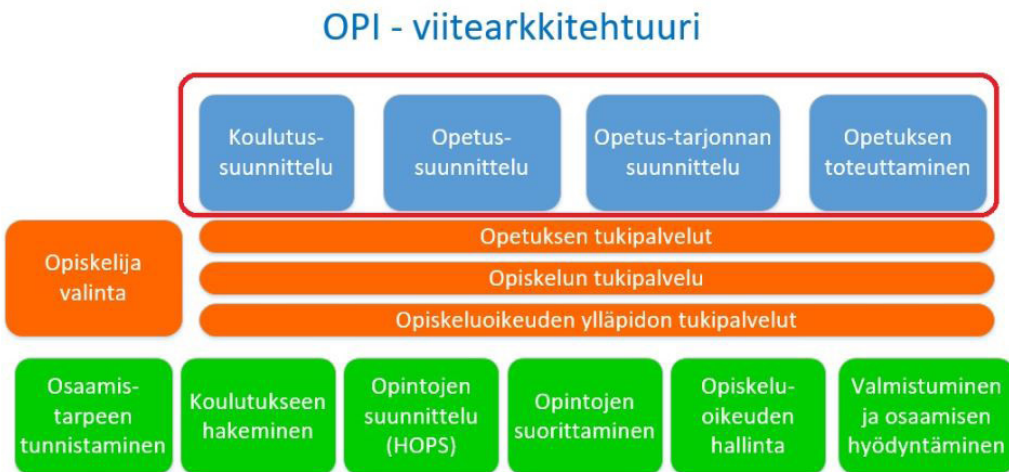 OPI - viitearkkitehtuuri
Koulutus-
suunnittelu
Opetus-
suunnittelu
Opetus-tarjonnan
suunnittelu
Opetuksen
toteuttaminen
Opiskelija
valinta
Opetuksen tukipalvelut
Opiskelun tukipalvelu
Opiskeluoikeuden ylläpidon tukipalvelut
Osaamis-
tarpeen
tunnistaminen
Koulutukseen
hakeminen
Opintojen
suunnittelu
(HOPS)
Opintojen
suorittaminen
Opiskelu-
oikeuden
hallinta
Valmistuminen
ja osaamisen
hyödyntäminen